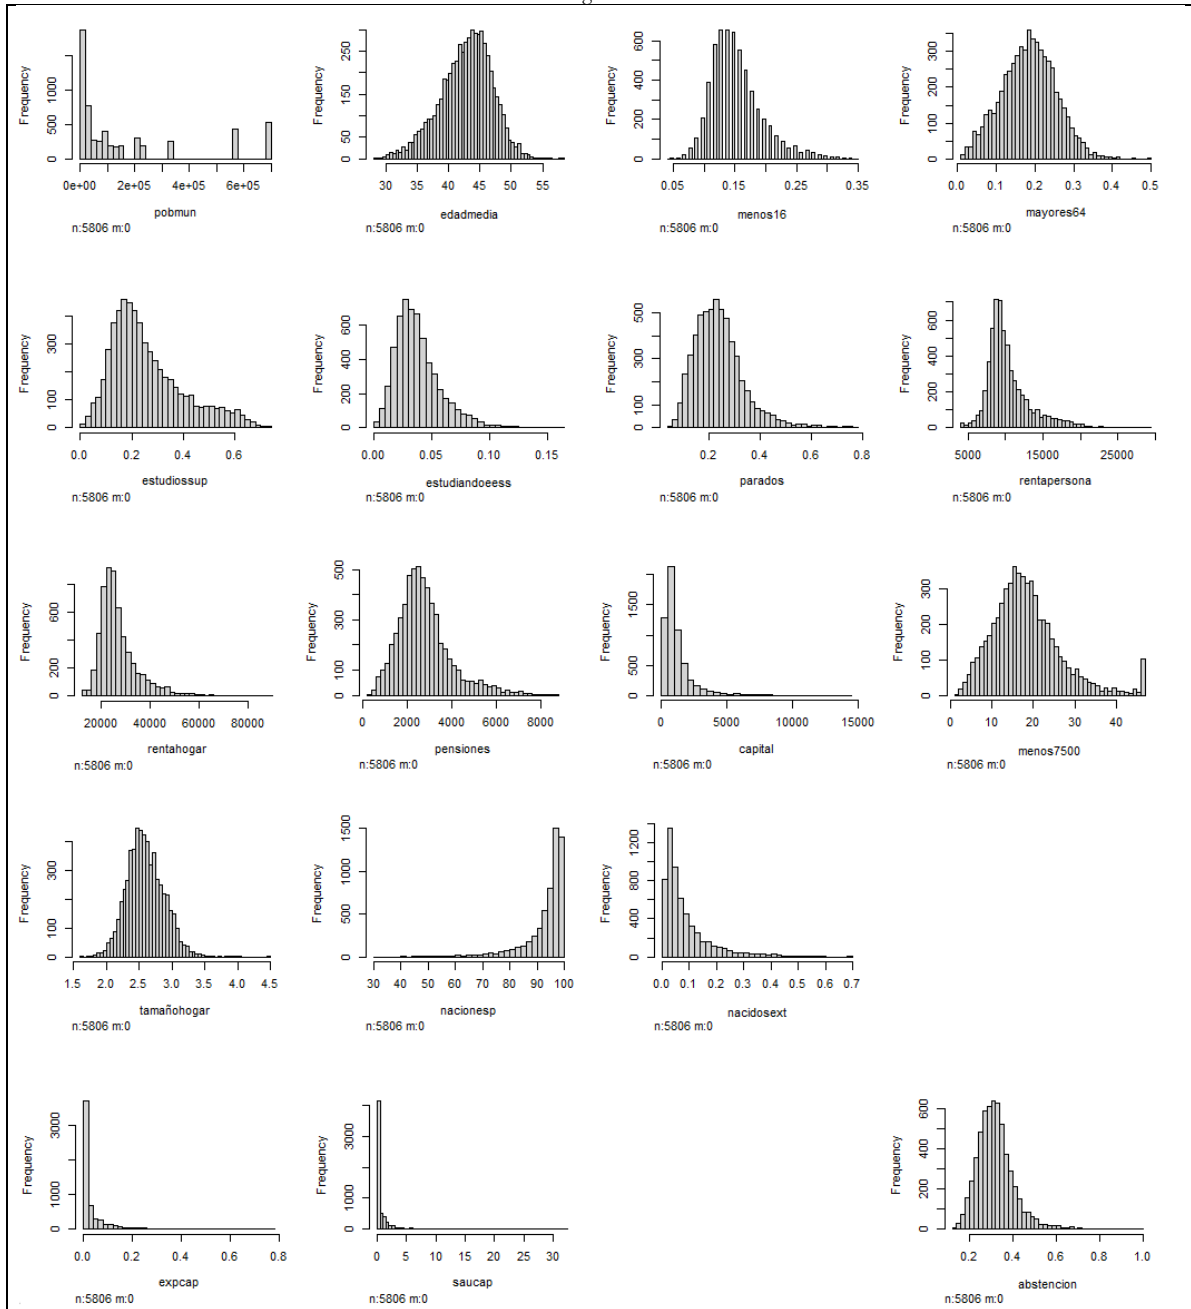 Frequency
0 500 1000
0e+00 2e+05 4e+05 6e+05
pobmun
n:5806 m:0
Frequency
0 50 150 250
30 35 40 45 50 55
edadmedia
n:5806 m:0
Frequency
0 200 400 600
0.05 0.15 0.25 0.35
menos16
n:5806 m:0
Frequency
0 100 200 300
0.0 0.1 0.2 0.3 0.4 0.5
mayores64
n:5806 m:0
Frequency
0 100 300
0.0 0.2 0.4 0.6
estudiossup
n:5806 m:0
Frequency
0 200 400 600
0.00 0.05 0.10 0.15
estudiandoeess
n:5806 m:0
Frequency
0 100 300 500
0.2 0.4 0.6 0.8
parados
n:5806 m:0
Frequency
0 200 400 600
5000 15000 25000
rentapersona
n:5806 m:0
Frequency
0 200 600
20000 40000 60000 80000
rentahogar
n:5806 m:0
Frequency
0 100 300 500
0 2000 4000 6000 8000
pensiones
n:5806 m:0
Frequency
0 500 1500
0 5000 10000 15000
capital
n:5806 m:0
Frequency
0 100 200 300
0 10 20 30 40
menos7500
n:5806 m:0
Frequency
0 100 300
1.5 2.0 2.5 3.0 3.5 4.0 4.5
tamañohogar
n:5806 m:0
Frequency
0 500 1000 1500
30 40 50 60 70 80 90 100
nacionesp
n:5806 m:0
Frequency
0 400 800 1200
0.0 0.1 0.2 0.3 0.4 0.5 0.6 0.7
nacidosext
n:5806 m:0
Frequency
0 1000 3000
0.0 0.2 0.4 0.6 0.8
expcap
n:5806 m:0
Frequency
0 1000 3000
0 5 10 15 20 25 30
saucap
n:5806 m:0
Frequency
0 200 400 600
0.2 0.4 0.6 0.8 1.0
abstencion
n:5806 m:0